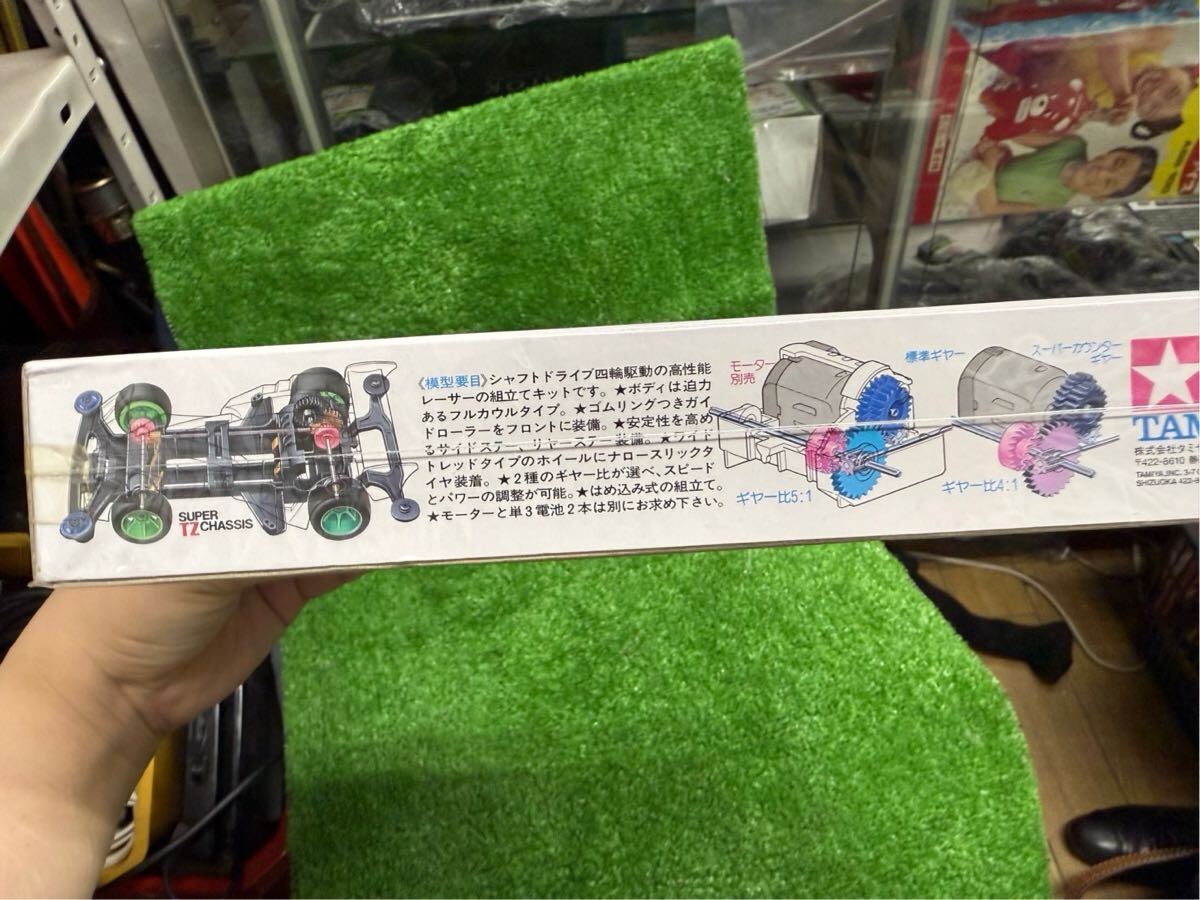 SUPER
TZ CHASSIS
《模型要目》シャフトドライブ四輪駆動の高性能
レーサーの組立てキットです。★ボディは迫力
あるフルカウルタイプ。★ゴムリングつきガイ
ドローラーをフロントに装備。★安定性を高め
るサイドステー、リヤーステー装備。★ワイド
トレッドタイプのホイールにナロースリックタ
イヤ装着。★2種のギヤー比が選べ、スピード
とパワーの調整が可能。★はめ込み式の組立て。
★モーターと単3電池2本は別にお求め下さい。
モーター
別売
標準ギヤー
ギヤー比5:1
スーパーカウンター
ギヤー
ギヤー比4:1
TAM
株式会社タミ
〒422-8610
TAMIYA, INC. 3-7
SHIZUOKA 422-8